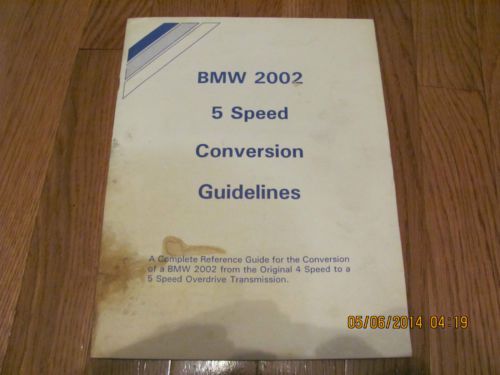 BMW 2002
5 Speed
Conversion
Guidelines
A Complete Reference Guide for the Conversion
of a BMW 2002 from the Original 4 Speed to a
5 Speed Overdrive Transmission.
05/06/2014 04:19